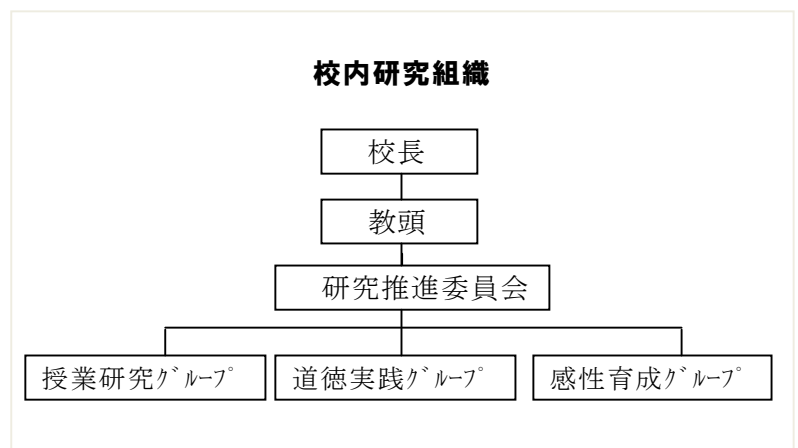 校内研究組織
校長
教頭
研究推進委員会
授業研究ｸﾞﾙｰﾌﾟ
道徳実践ｸﾞﾙｰﾌﾟ
感性育成ｸﾞﾙｰﾌﾟ